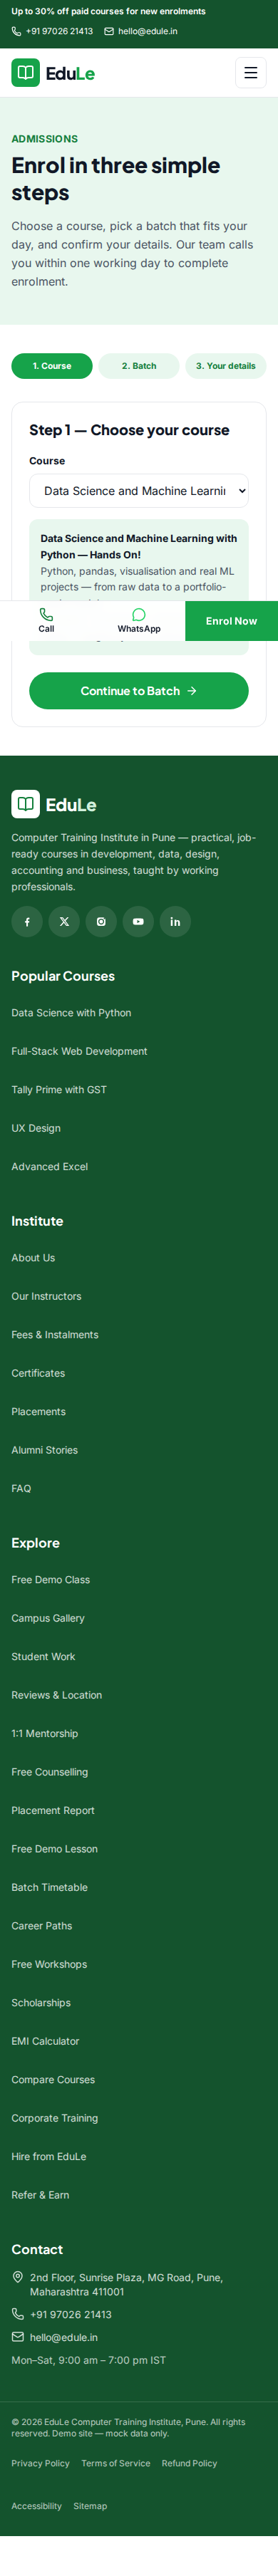 Up to 30% off paid courses for new enrolments
+91 97026 21413 hello@edule.in
EduLe
ADMISSIONS
Enrol in three simple
steps
Choose a course, pick a batch that fits your
day, and confirm your details. Our team calls
you within one working day to complete
enrolment.
1. Course 2. Batch 3. Your details
Step 1 — Choose your course
Course
Data Science and Machine Learnin
Data Science and Machine Learning with
Python — Hands On!
Python, pandas, visualisation and real ML
projects — from raw data to a portfolio-
Call WhatsApp Enrol Now
Continue to Batch
EduLe
Computer Training Institute in Pune — practical, job-
ready courses in development, data, design,
accounting and business, taught by working
professionals.
Popular Courses
Data Science with Python
Full-Stack Web Development
Tally Prime with GST
UX Design
Advanced Excel
Institute
About Us
Our Instructors
Fees & Instalments
Certificates
Placements
Alumni Stories
FAQ
Explore
Free Demo Class
Campus Gallery
Student Work
Reviews & Location
1:1 Mentorship
Free Counselling
Placement Report
Free Demo Lesson
Batch Timetable
Career Paths
Free Workshops
Scholarships
EMI Calculator
Compare Courses
Corporate Training
Hire from EduLe
Refer & Earn
Contact
2nd Floor, Sunrise Plaza, MG Road, Pune,
Maharashtra 411001
+91 97026 21413
hello@edule.in
Mon–Sat, 9:00 am – 7:00 pm IST
© 2026 EduLe Computer Training Institute, Pune. All rights
reserved. Demo site — mock data only.
Privacy Policy Terms of Service Refund Policy
Accessibility Sitemap